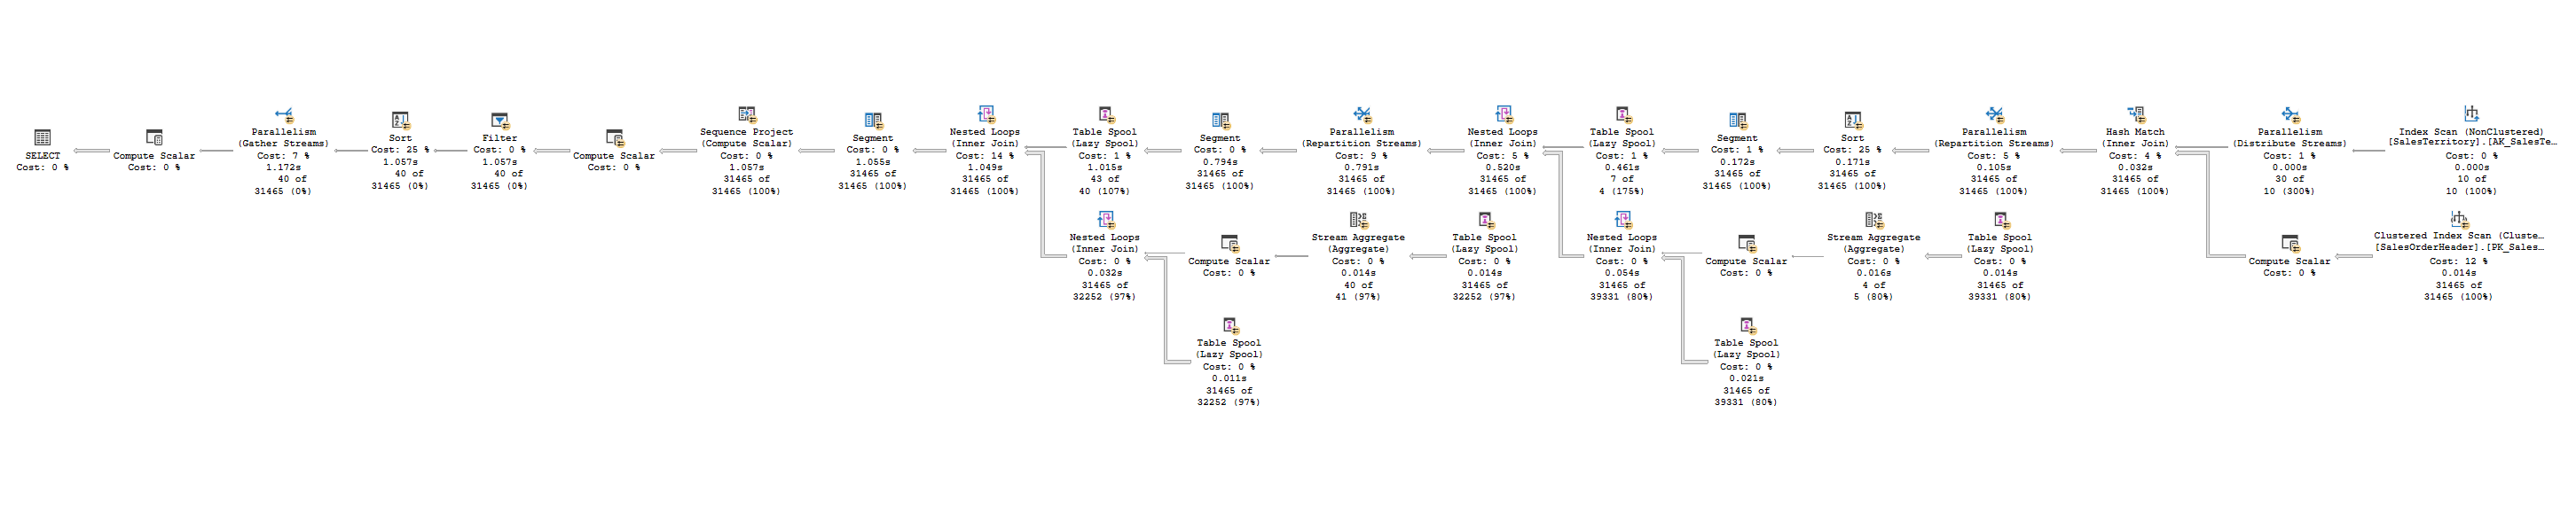 SELECT
Cost: 0 %
Compute Scalar
Cost: 0 %
Parallelism
(Gather Streams)
Cost: 7 %
1.172s
40 of
31465 (0%)
Sort
Cost: 25 %
1.057s
40 of
31465 (0%)
Filter
Cost: 0 %
1.057s
40 of
31465 (0%)
Compute Scalar
Cost: 0 %
Sequence Project
(Compute Scalar)
Cost: 0 %
1.057s
31465 of
31465 (100%)
Segment
Cost: 0 %
1.055s
31465 of
31465 (100%)
Nested Loops
(Inner Join)
Cost: 14 %
1.049s
31465 of
31465 (100%)
Table Spool
(Lazy Spool)
Cost: 1 %
1.015s
43 of
40 (107%)
Segment
Cost: 0 %
0.794s
31465 of
31465 (100%)
Parallelism
(Repartition Streams)
Cost: 9 %
0.791s
31465 of
31465 (100%)
Nested Loops
(Inner Join)
Cost: 5 %
0.520s
31465 of
31465 (100%)
Table Spool
(Lazy Spool)
Cost: 1 %
0.461s
7 of
4 (175%)
Segment
Cost: 1 %
0.172s
31465 of
31465 (100%)
Sort
Cost: 25 %
0.171s
31465 of
31465 (100%)
Parallelism
(Repartition Streams)
Cost: 5 %
0.105s
31465 of
31465 (100%)
Hash Match
(Inner Join)
Cost: 4 %
0.032s
31465 of
31465 (100%)
Parallelism
(Distribute Streams)
Cost: 1 %
0.000s
30 of
10 (300%)
Index Scan (NonClustered)
[SalesTerritory].[AK_SalesTe…
Cost: 0 %
0.000s
10 of
10 (100%)
Nested Loops
(Inner Join)
Cost: 0 %
0.032s
31465 of
32252 (97%)
Compute Scalar
Cost: 0 %
Stream Aggregate
(Aggregate)
Cost: 0 %
0.014s
40 of
41 (97%)
Table Spool
(Lazy Spool)
Cost: 0 %
0.014s
31465 of
32252 (97%)
Nested Loops
(Inner Join)
Cost: 0 %
0.054s
31465 of
39331 (80%)
Compute Scalar
Cost: 0 %
Stream Aggregate
(Aggregate)
Cost: 0 %
0.016s
4 of
5 (80%)
Table Spool
(Lazy Spool)
Cost: 0 %
0.014s
31465 of
39331 (80%)
Compute Scalar
Cost: 0 %
Clustered Index Scan (Cluste…
[SalesOrderHeader].[PK_Sales…
Cost: 12 %
0.014s
31465 of
31465 (100%)
Table Spool
(Lazy Spool)
Cost: 0 %
0.011s
31465 of
32252 (97%)
Table Spool
(Lazy Spool)
Cost: 0 %
0.021s
31465 of
39331 (80%)